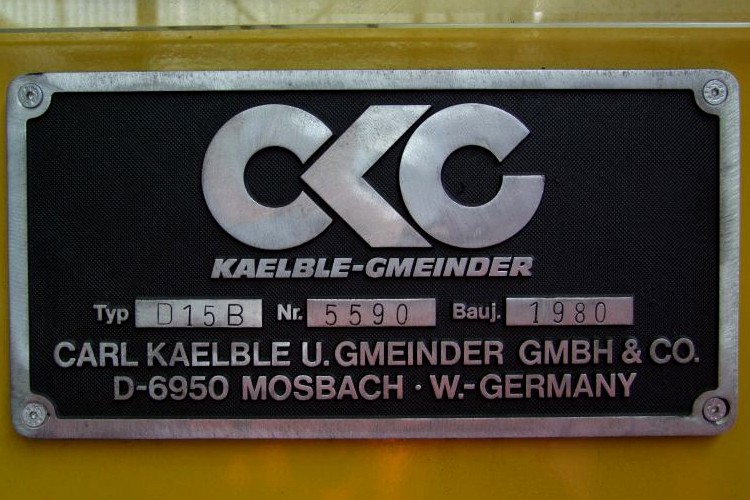 CKG
KAELBLE-GMEINDER
Typ D15B Nr. 5590 Bauj. 1980
CARL KAELBLE U. GMEINDER GMBH & CO.
D-6950 MOSBACH · W.-GERMANY